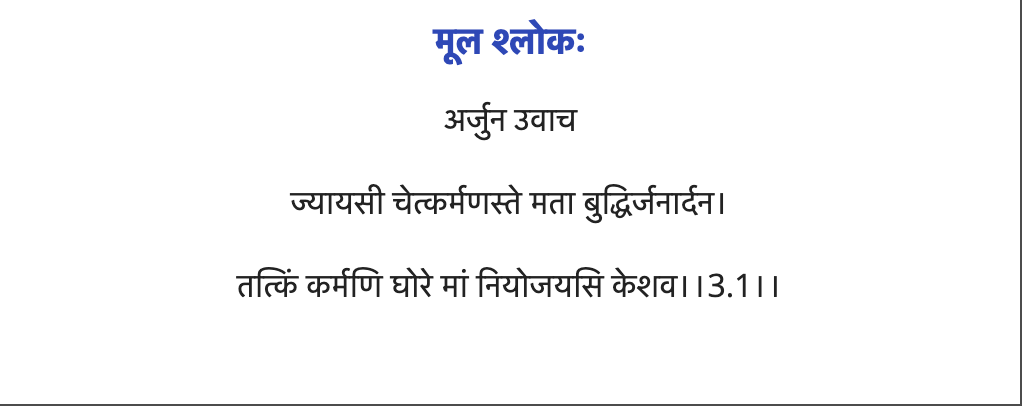 मूल श्लोकः
अर्जुन उवाच
ज्यायसी चेत्कर्मणस्ते मता बुद्धिर्जनार्दन।
तत्किं कर्मणि घोरे मां नियोजयसि केशव।।3.1।।